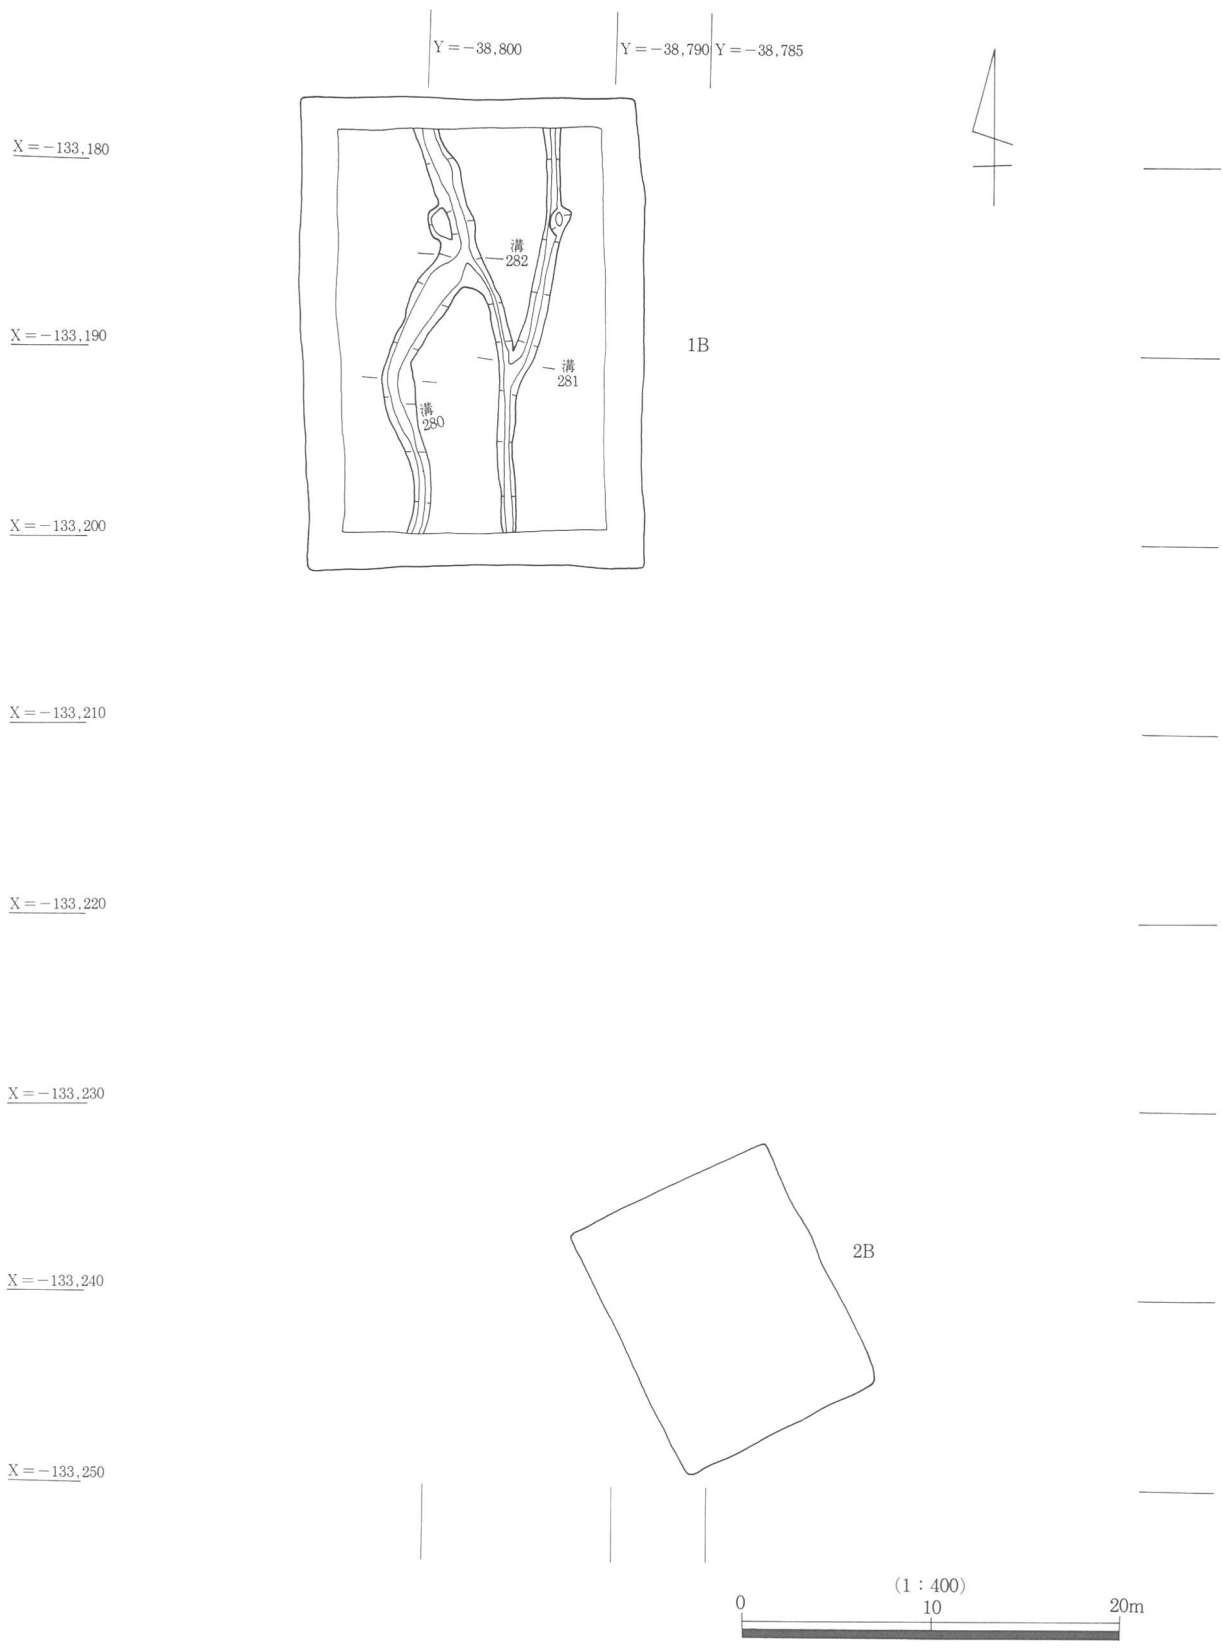 Y=-38,800
Y=-38,790
Y=-38,785
X=-133,180
溝
282
X=-133,190
1B
溝
281
溝
280
X=-133,200
X=-133,210
X=-133,220
X=-133,230
2B
X=-133,240
X=-133,250
(1:400)
0 10 20m